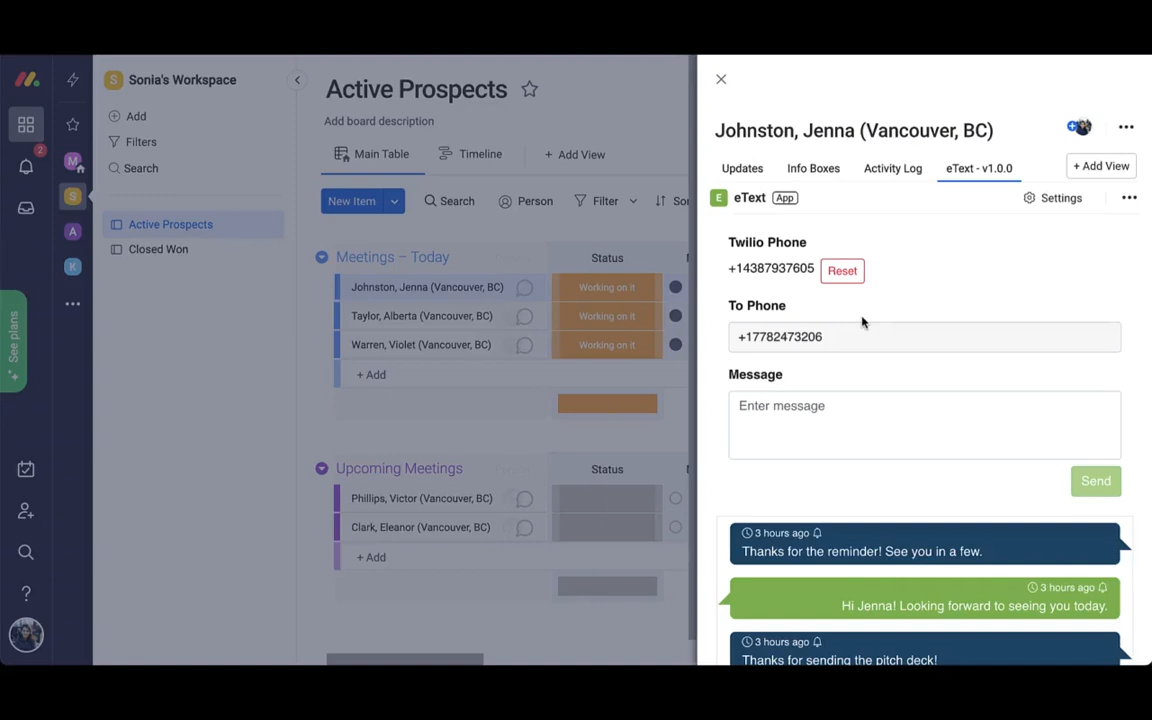 S Sonia's Workspace
Add
Filters
Search
Active Prospects
Closed Won
2
M
S
A
K
See plans
Active Prospects
Add board description
Main Table
Timeline
+ Add View
New Item
Search
Person
Filter
Sor
Meetings – Today
Status
Johnston, Jenna (Vancouver, BC)
Working on it
Taylor, Alberta (Vancouver, BC)
Working on it
Warren, Violet (Vancouver, BC)
Working on it
+ Add
Upcoming Meetings
Status
Phillips, Victor (Vancouver, BC)
Clark, Eleanor (Vancouver, BC)
+ Add
Johnston, Jenna (Vancouver, BC)
Updates
Info Boxes
Activity Log
eText - v1.0.0
+ Add View
E eText App
Settings
Twilio Phone
+14387937605 Reset
To Phone
+17782473206
Message
Enter message
Send
3 hours ago
Thanks for the reminder! See you in a few.
3 hours ago
Hi Jenna! Looking forward to seeing you today.
3 hours ago
Thanks for sending the pitch deck!